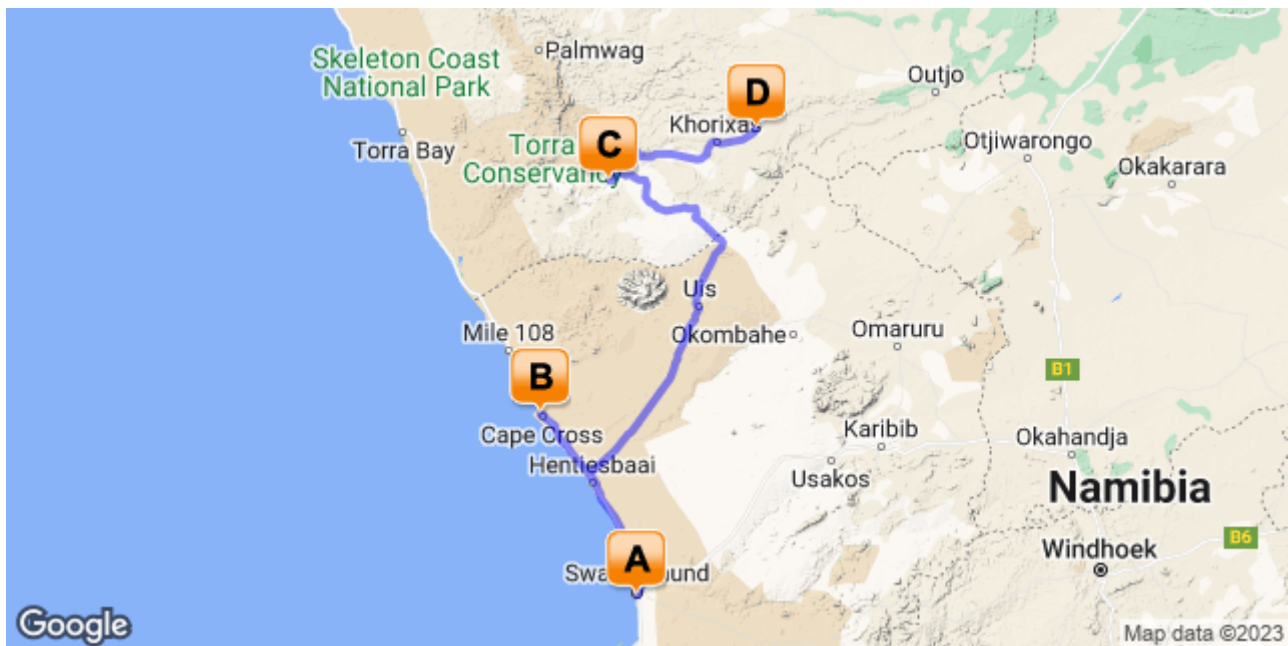 Palmwag
Skeleton Coast
National Park
Outjo
D
Khorixas
Torra Bay
Torra
Conservancy
C
Otjiwarongo
Okakarara
Uis
Okombahe
Omaruru
Mile 108
B
B1
Cape Cross
Karibib
Okahandja
Hentiesbaai
Usakos
Namibia
B6
Windhoek
A
Google
Map data ©2023